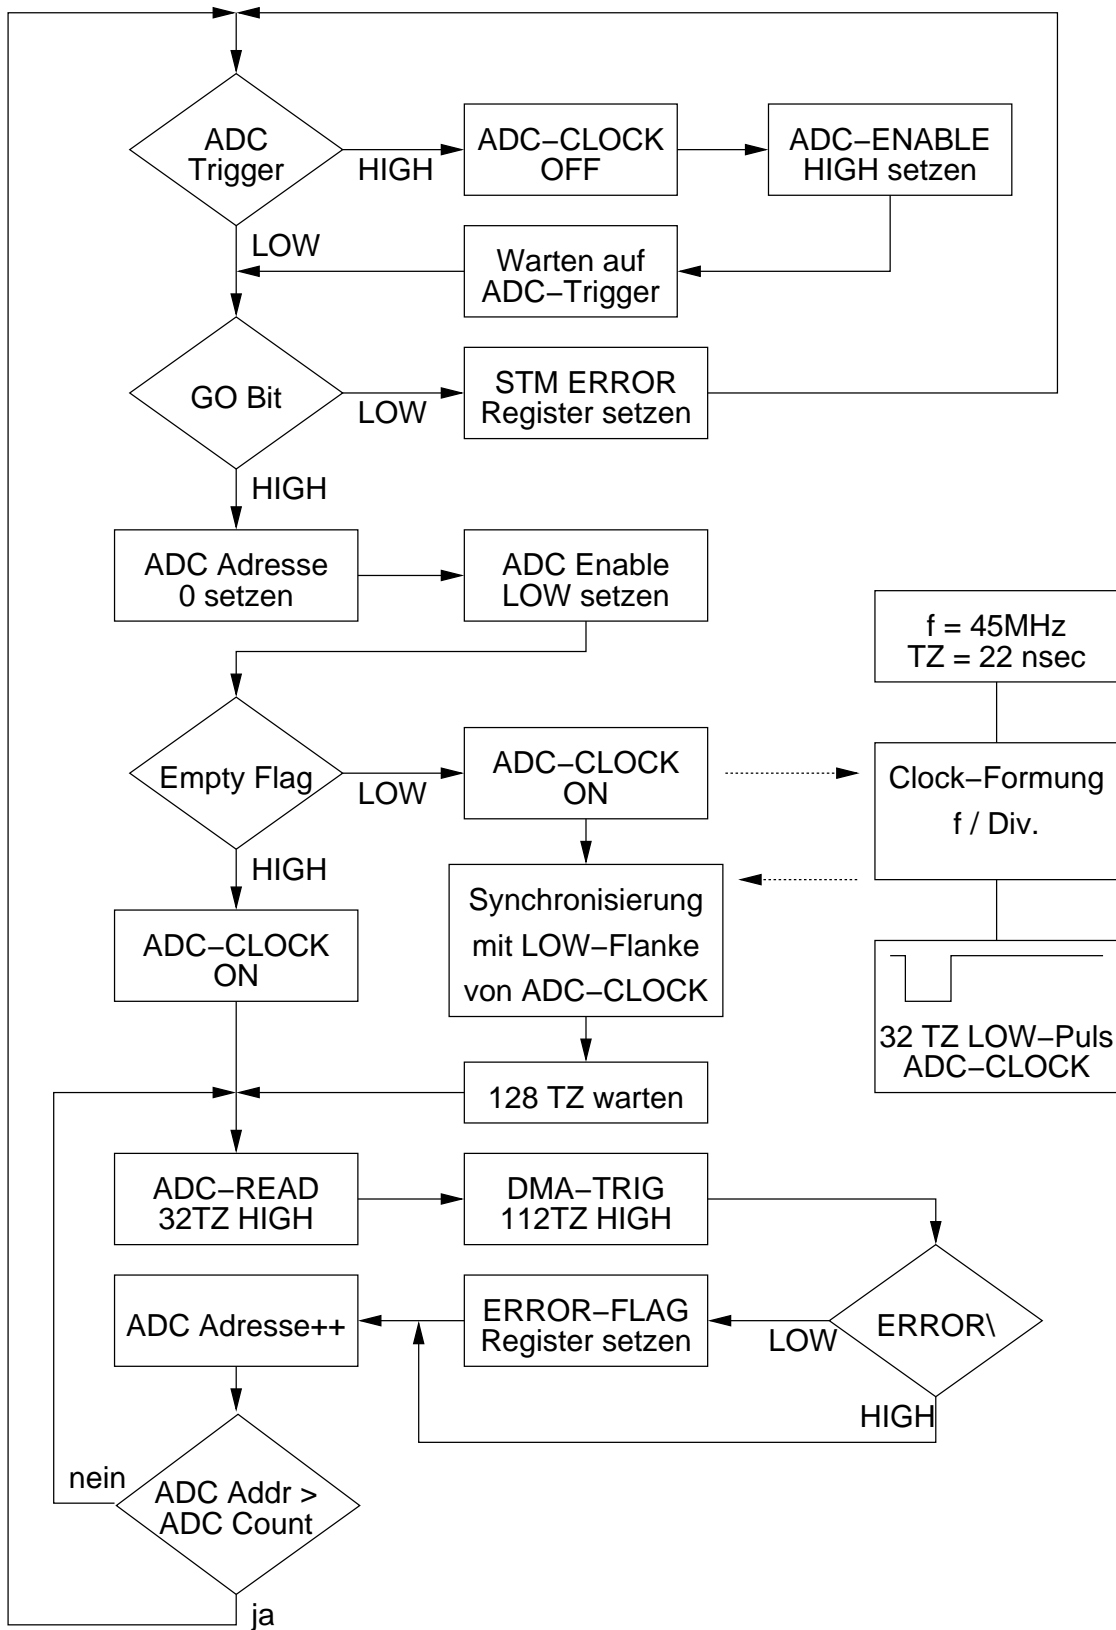 ADC
Trigger
HIGH
ADC−CLOCK
OFF
ADC−ENABLE
HIGH setzen
LOW
Warten auf
ADC−Trigger
GO Bit
LOW
STM ERROR
Register setzen
HIGH
ADC Adresse
0 setzen
ADC Enable
LOW setzen
f = 45MHz
TZ = 22 nsec
Empty Flag
LOW
ADC−CLOCK
ON
Clock−Formung
f / Div.
HIGH
ADC−CLOCK
ON
Synchronisierung
mit LOW−Flanke
von ADC−CLOCK
32 TZ LOW−Puls
ADC−CLOCK
128 TZ warten
ADC−READ
32TZ HIGH
DMA−TRIG
112TZ HIGH
ADC Adresse++
ERROR−FLAG
Register setzen
LOW
ERROR\
HIGH
nein
ADC Addr >
ADC Count
ja